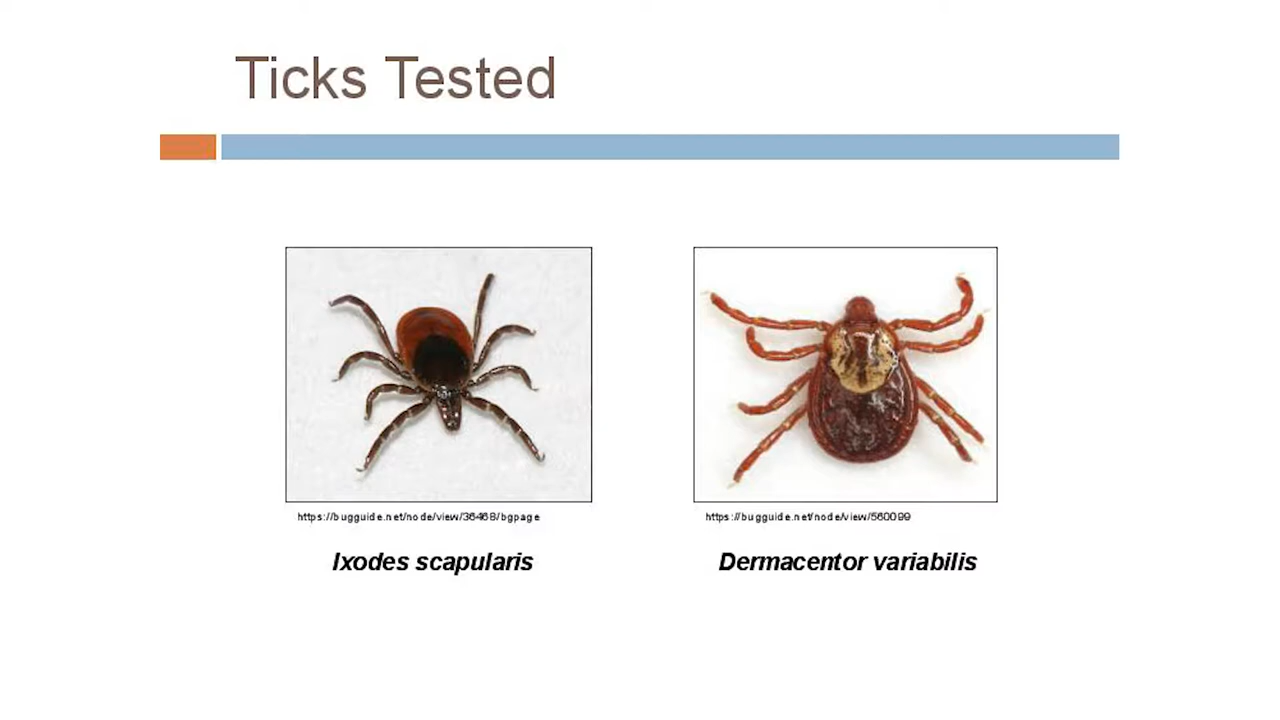 Ticks Tested
https://bugguide.net/node/view/36468/bgpage
https://bugguide.net/node/view/560099
Ixodes scapularis
Dermacentor variabilis